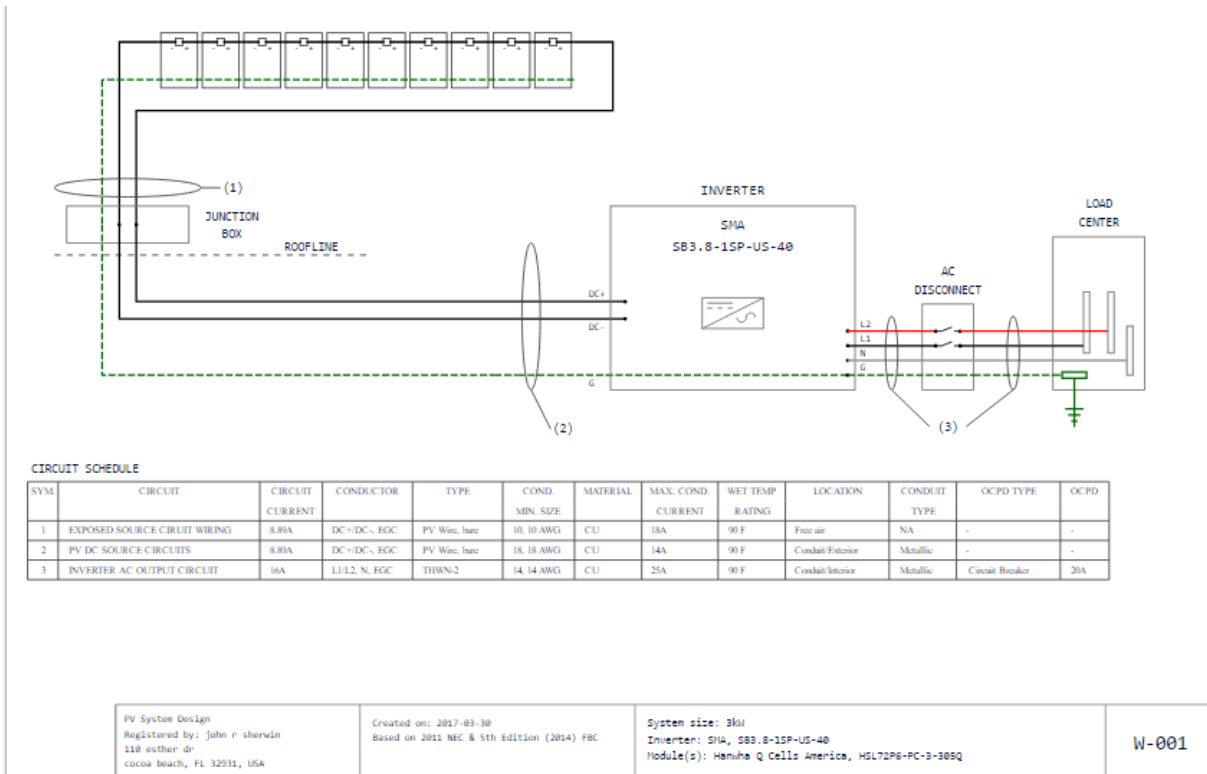 - + - + - + - + - + - + - + - + - + - +
(1)
JUNCTION
BOX
ROOFLINE
INVERTER
SMA
SB3.8-1SP-US-40
DC+
DC-
G
(2)
L2
L1
N
G
AC
DISCONNECT
(3)
LOAD
CENTER
CIRCUIT SCHEDULE
SYM. CIRCUIT CIRCUIT CURRENT CONDUCTOR TYPE COND. MIN. SIZE MATERIAL MAX. COND. CURRENT WET TEMP RATING LOCATION CONDUIT TYPE OCPD TYPE OCPD
1 EXPOSED SOURCE CIRUIT WIRING 8.89A DC+/DC-, EGC PV Wire, bare 10, 10 AWG CU 18A 90 F Free air NA - -
2 PV DC SOURCE CIRCUITS 8.89A DC+/DC-, EGC PV Wire, bare 18, 18 AWG CU 14A 90 F Conduit/Exterior Metallic - -
3 INVERTER AC OUTPUT CIRCUIT 16A L1/L2, N, EGC THWN-2 14, 14 AWG CU 25A 90 F Conduit/Interior Metallic Circuit Breaker 20A
PV System Design
Registered by: john r sherwin
110 esther dr
cocoa beach, FL 32931, USA
Created on: 2017-03-30
Based on 2011 NEC & 5th Edition (2014) FBC
System size: 3kW
Inverter: SMA, SB3.8-1SP-US-40
Module(s): Hanwha Q Cells America, HSL72P6-PC-3-305Q
W-001